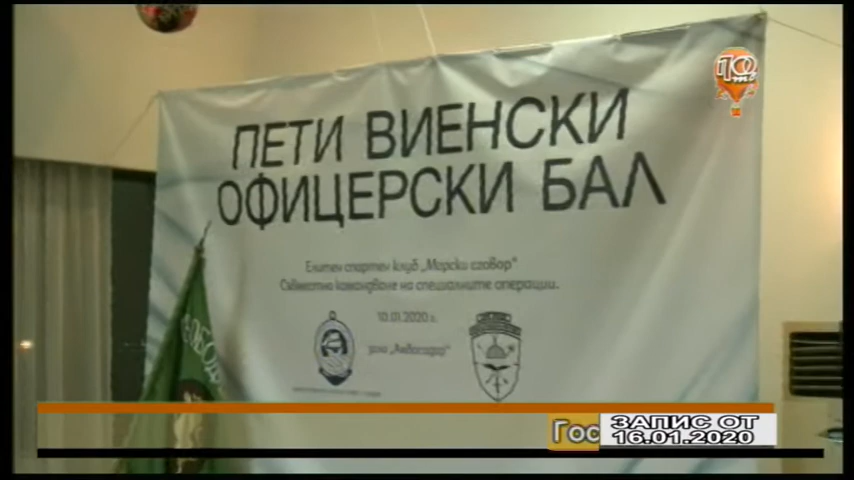 ПЕТИ ВИЕНСКИ
ОФИЦЕРСКИ БАЛ
Елитен спортен клуб „Морски сговор“
Съвместно командване на специалните операции.
10.01.2020 г.
зала
Гос
ЗАПИС ОТ
16.01.2020